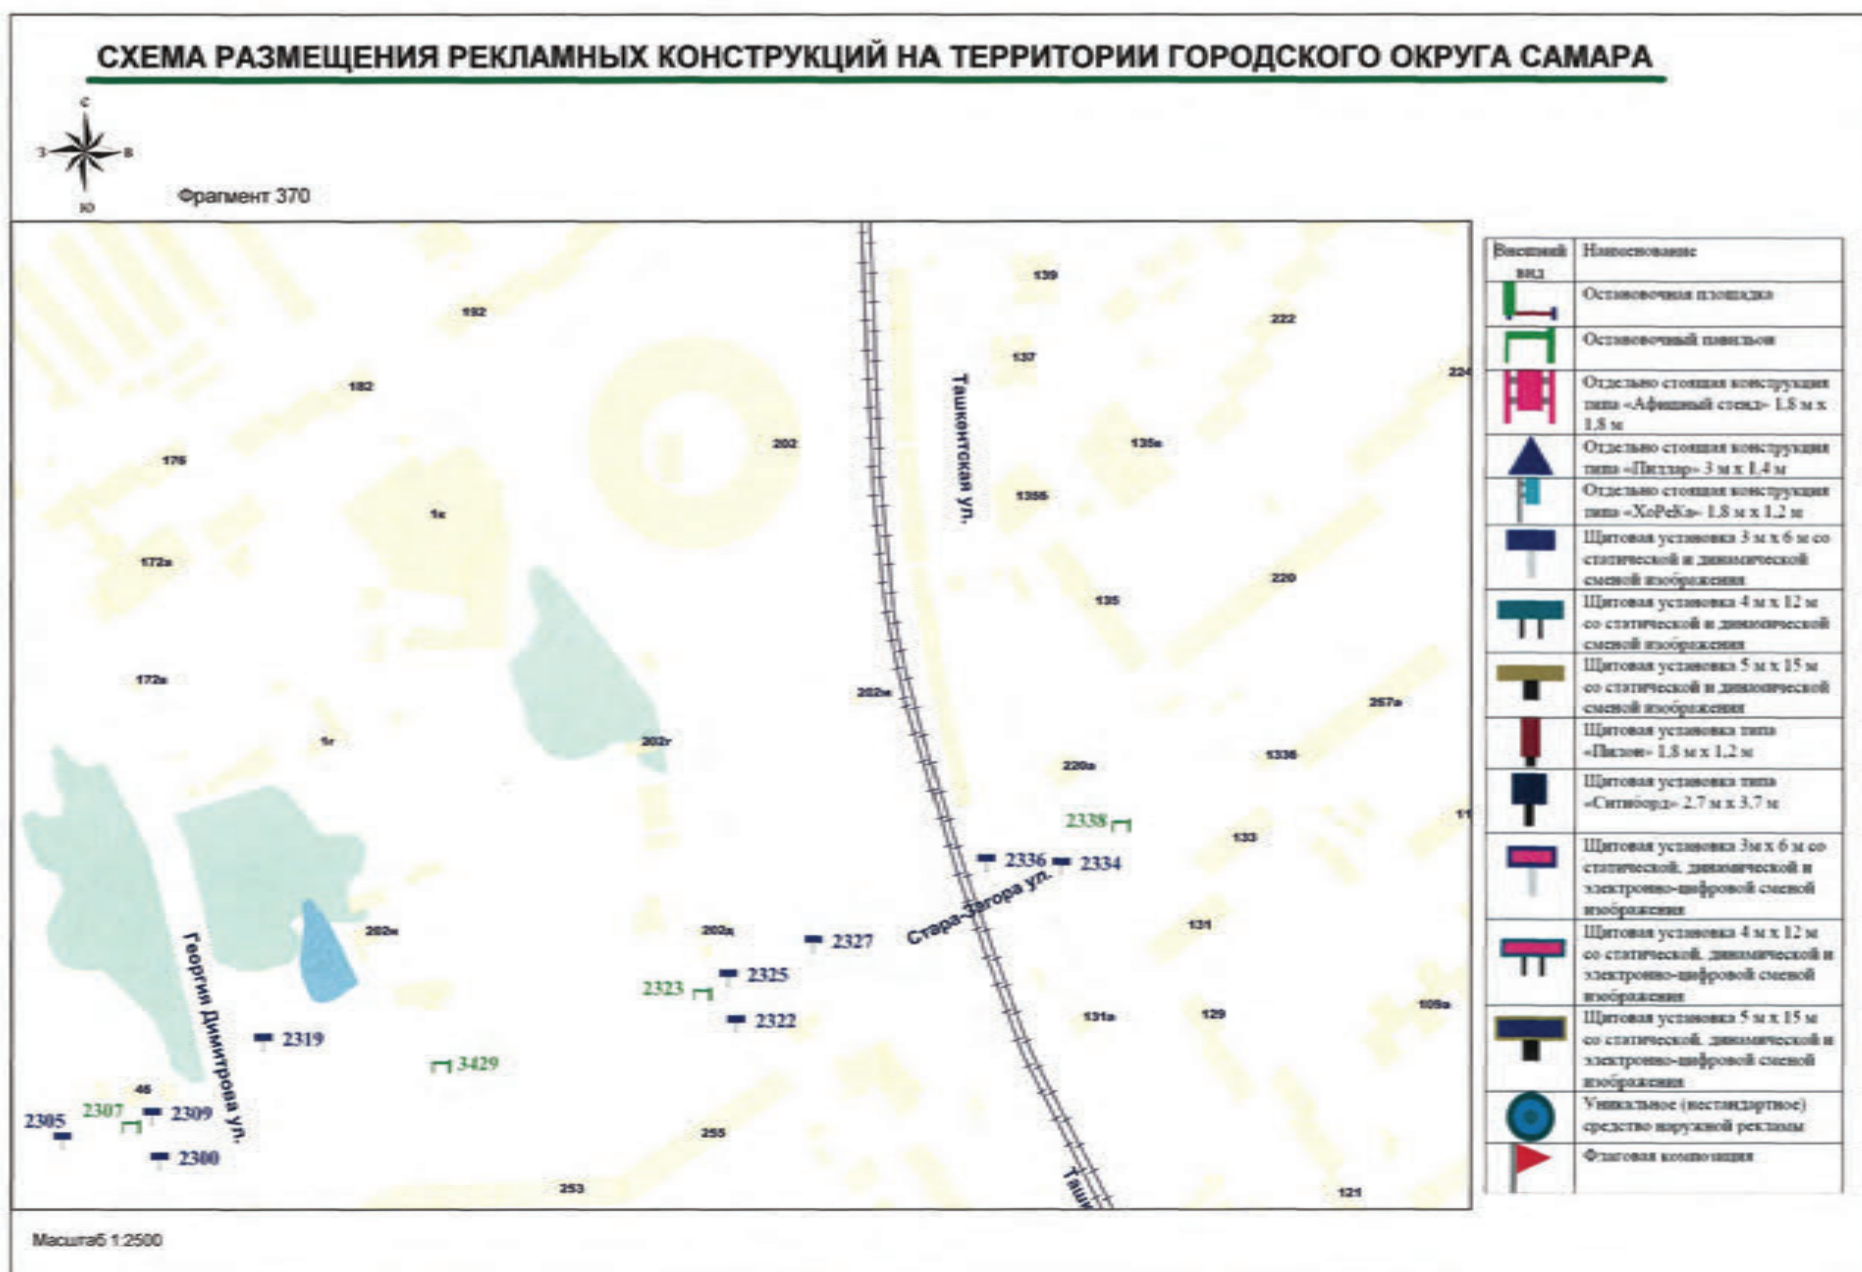 СХЕМА РАЗМЕЩЕНИЯ РЕКЛАМНЫХ КОНСТРУКЦИЙ НА ТЕРРИТОРИИ ГОРОДСКОГО ОКРУГА САМАРА
С
З
В
Ю
Фрагмент 370
139
192
222
137
224
182
Ташкентская ул.
202
135в
176
1355
1к
172а
220
135
172в
202м
267а
1г
202г
1336
220а
2338
133
11
2336
2334
Стара-Загора ул.
202н
202д
2327
131
Георгия Димитрова ул.
2325
2323
109а
2322
131а
129
2319
3429
46
2307
2309
2305
255
2300
253
Ташк
121
Внешний
вид
Наименование
Остановочная площадка
Остановочный павильон
Отдельно стоящая конструкция
типа «Афишный стенд» 1,8 м х
1,8 м
Отдельно стоящая конструкция
типа «Пиллар» 3 м х 1,4 м
Отдельно стоящая конструкция
типа «ХоРеКа» 1,8 м х 1,2 м
Щитовая установка 3 м х 6 м со
статической и динамической
сменой изображения
Щитовая установка 4 м х 12 м
со статической и динамической
сменой изображения
Щитовая установка 5 м х 15 м
со статической и динамической
сменой изображения
Щитовая установка типа
«Пилон» 1,8 м х 1,2 м
Щитовая установка типа
«Ситиборд» 2,7 м х 3,7 м
Щитовая установка 3м х 6 м со
статической, динамической и
электронно-цифровой сменой
изображения
Щитовая установка 4 м х 12 м
со статической, динамической и
электронно-цифровой сменой
изображения
Щитовая установка 5 м х 15 м
со статической, динамической и
электронно-цифровой сменой
изображения
Уникальное (нестандартное)
средство наружной рекламы
Флаговая композиция
Масштаб 1:2500